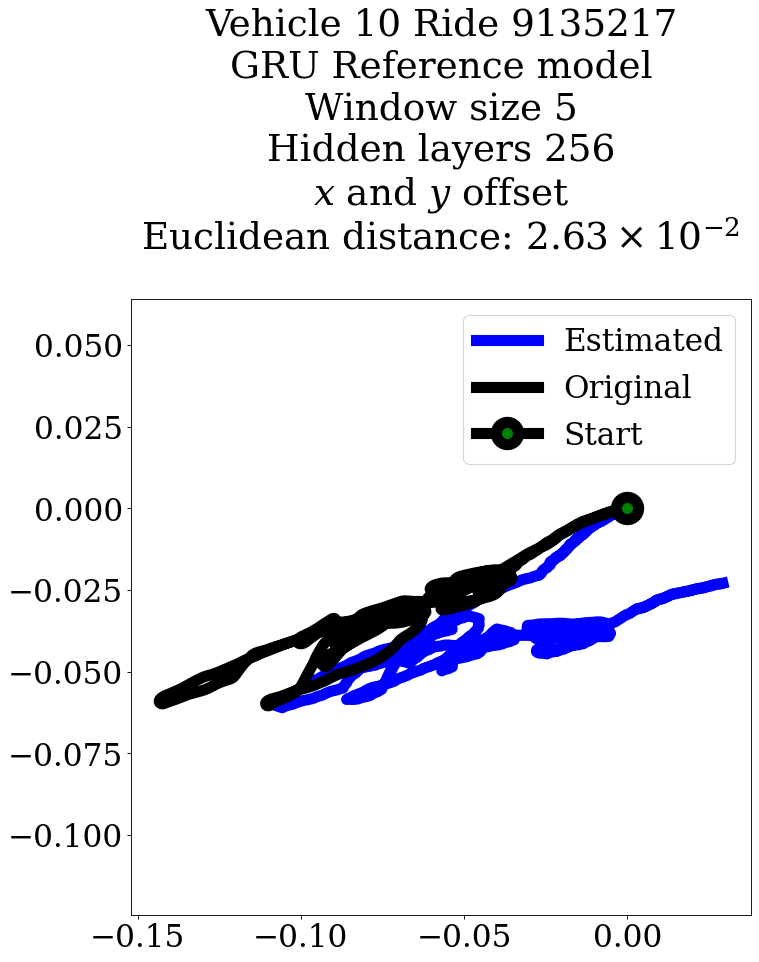 Vehicle 10 Ride 9135217
GRU Reference model
Window size 5
Hidden layers 256
x and y offset
Euclidean distance: 2.63 × 10⁻²
Estimated
Original
Start
0.050
0.025
0.000
−0.025
−0.050
−0.075
−0.100
−0.15
−0.10
−0.05
0.00